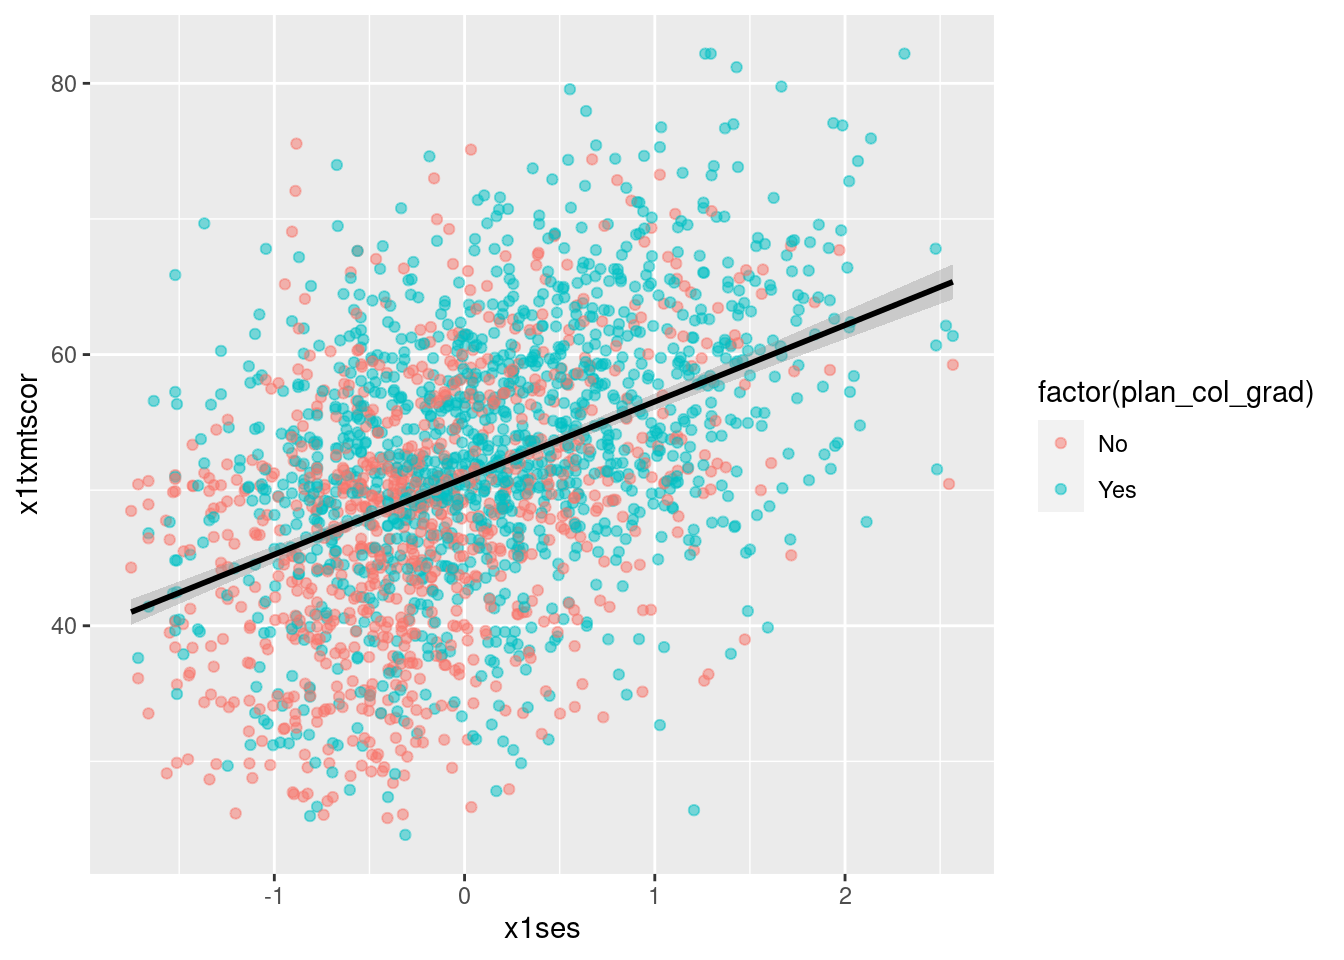 80
60
40
x1txmtscor
-1 0 1 2
x1ses
factor(plan_col_grad)
No
Yes